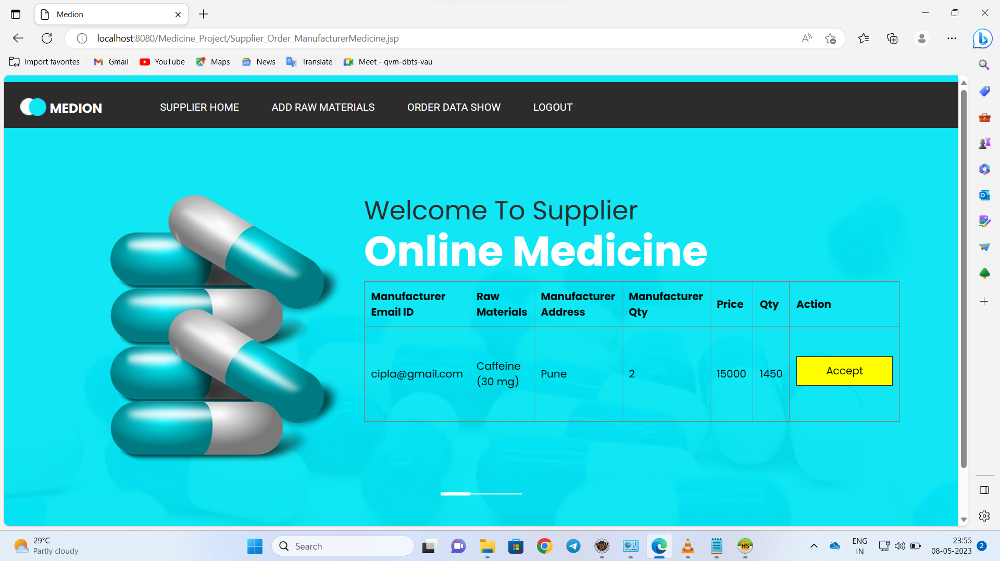 Medion
localhost:8080/Medicine_Project/Supplier_Order_ManufacturerMedicine.jsp
Import favorites Gmail YouTube Maps News Translate Meet - qvm-dbts-vau
MEDION SUPPLIER HOME ADD RAW MATERIALS ORDER DATA SHOW LOGOUT
Welcome To Supplier
Online Medicine
Manufacturer Email ID Raw Materials Manufacturer Address Manufacturer Qty Price Qty Action
cipla@gmail.com Caffeine (30 mg) Pune 2 15000 1450 Accept
29°C
Partly cloudy
Search
HS
ENG
IN
23:55
08-05-2023
2